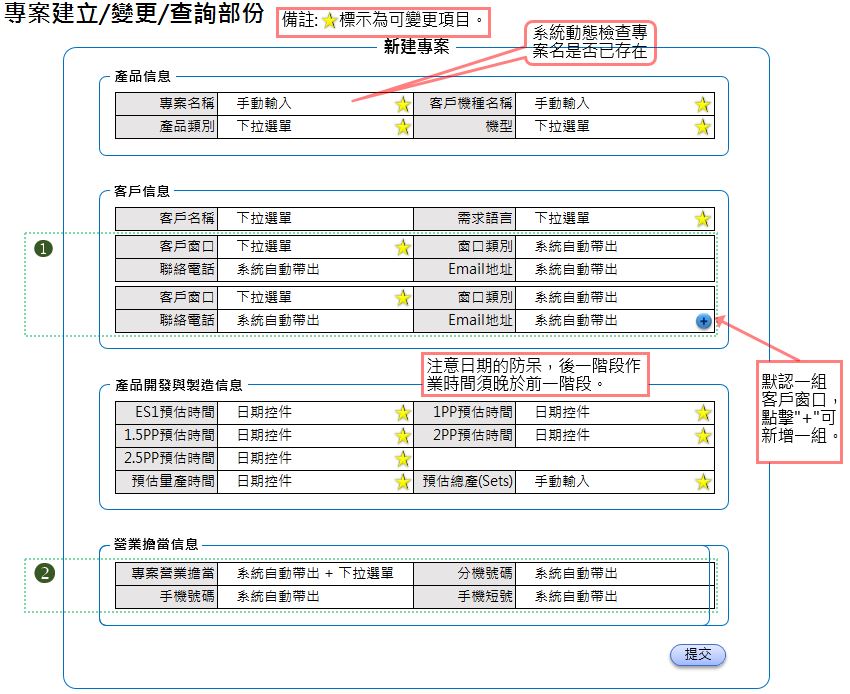 專案建立/變更/查詢部份
備註:⭐標示為可變更項目。
系統動態檢查專
案名是否已存在
新建專案
產品信息
專案名稱 手動輸入 客戶機種名稱 手動輸入
產品類別 下拉選單 機型 下拉選單
客戶信息
客戶名稱 下拉選單 需求語言 下拉選單
1
客戶窗口 下拉選單 窗口類別 系統自動帶出
聯絡電話 系統自動帶出 Email地址 系統自動帶出
客戶窗口 下拉選單 窗口類別 系統自動帶出
聯絡電話 系統自動帶出 Email地址 系統自動帶出 +
默認一組
客戶窗口，
點擊"+"可
新增一組。
注意日期的防呆，後一階段作
業時間須晚於前一階段。
產品開發與製造信息
ES1預估時間 日期控件 1PP預估時間 日期控件
1.5PP預估時間 日期控件 2PP預估時間 日期控件
2.5PP預估時間 日期控件
預估量產時間 日期控件 預估總產(Sets) 手動輸入
營業擔當信息
2
專案營業擔當 系統自動帶出 + 下拉選單 分機號碼 系統自動帶出
手機號碼 系統自動帶出 手機短號 系統自動帶出
提交